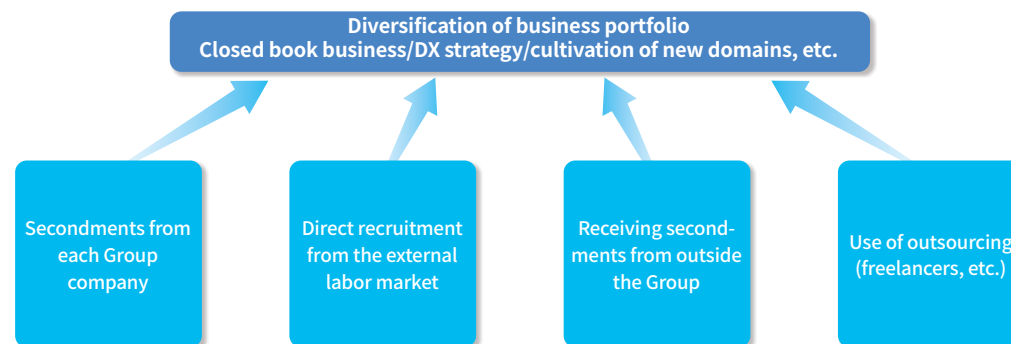 Diversification of business portfolio
Closed book business/DX strategy/cultivation of new domains, etc.
Secondments from
each Group
company
Direct recruitment
from the external
labor market
Receiving second-
ments from outside
the Group
Use of outsourcing
(freelancers, etc.)